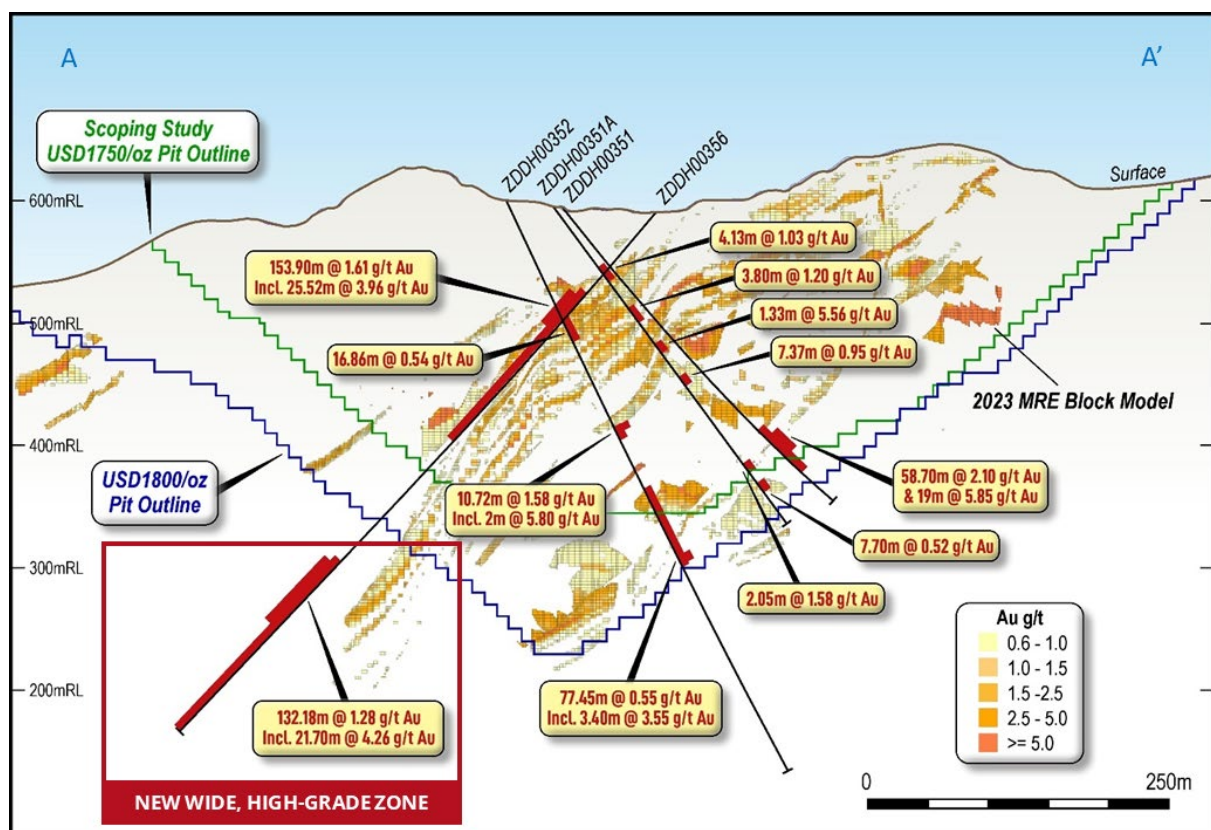 A
A'
Scoping Study
USD1750/oz Pit Outline
ZDDH00352
ZDDH00351A
ZDDH00351
ZDDH00356
Surface
600mRL
500mRL
400mRL
300mRL
200mRL
153.90m @ 1.61 g/t Au
Incl. 25.52m @ 3.96 g/t Au
16.86m @ 0.54 g/t Au
4.13m @ 1.03 g/t Au
3.80m @ 1.20 g/t Au
1.33m @ 5.56 g/t Au
7.37m @ 0.95 g/t Au
2023 MRE Block Model
USD1800/oz
Pit Outline
10.72m @ 1.58 g/t Au
Incl. 2m @ 5.80 g/t Au
58.70m @ 2.10 g/t Au
& 19m @ 5.85 g/t Au
7.70m @ 0.52 g/t Au
2.05m @ 1.58 g/t Au
77.45m @ 0.55 g/t Au
Incl. 3.40m @ 3.55 g/t Au
132.18m @ 1.28 g/t Au
Incl. 21.70m @ 4.26 g/t Au
NEW WIDE, HIGH-GRADE ZONE
Au g/t
0.6 - 1.0
1.0 - 1.5
1.5 -2.5
2.5 - 5.0
>= 5.0
0
250m